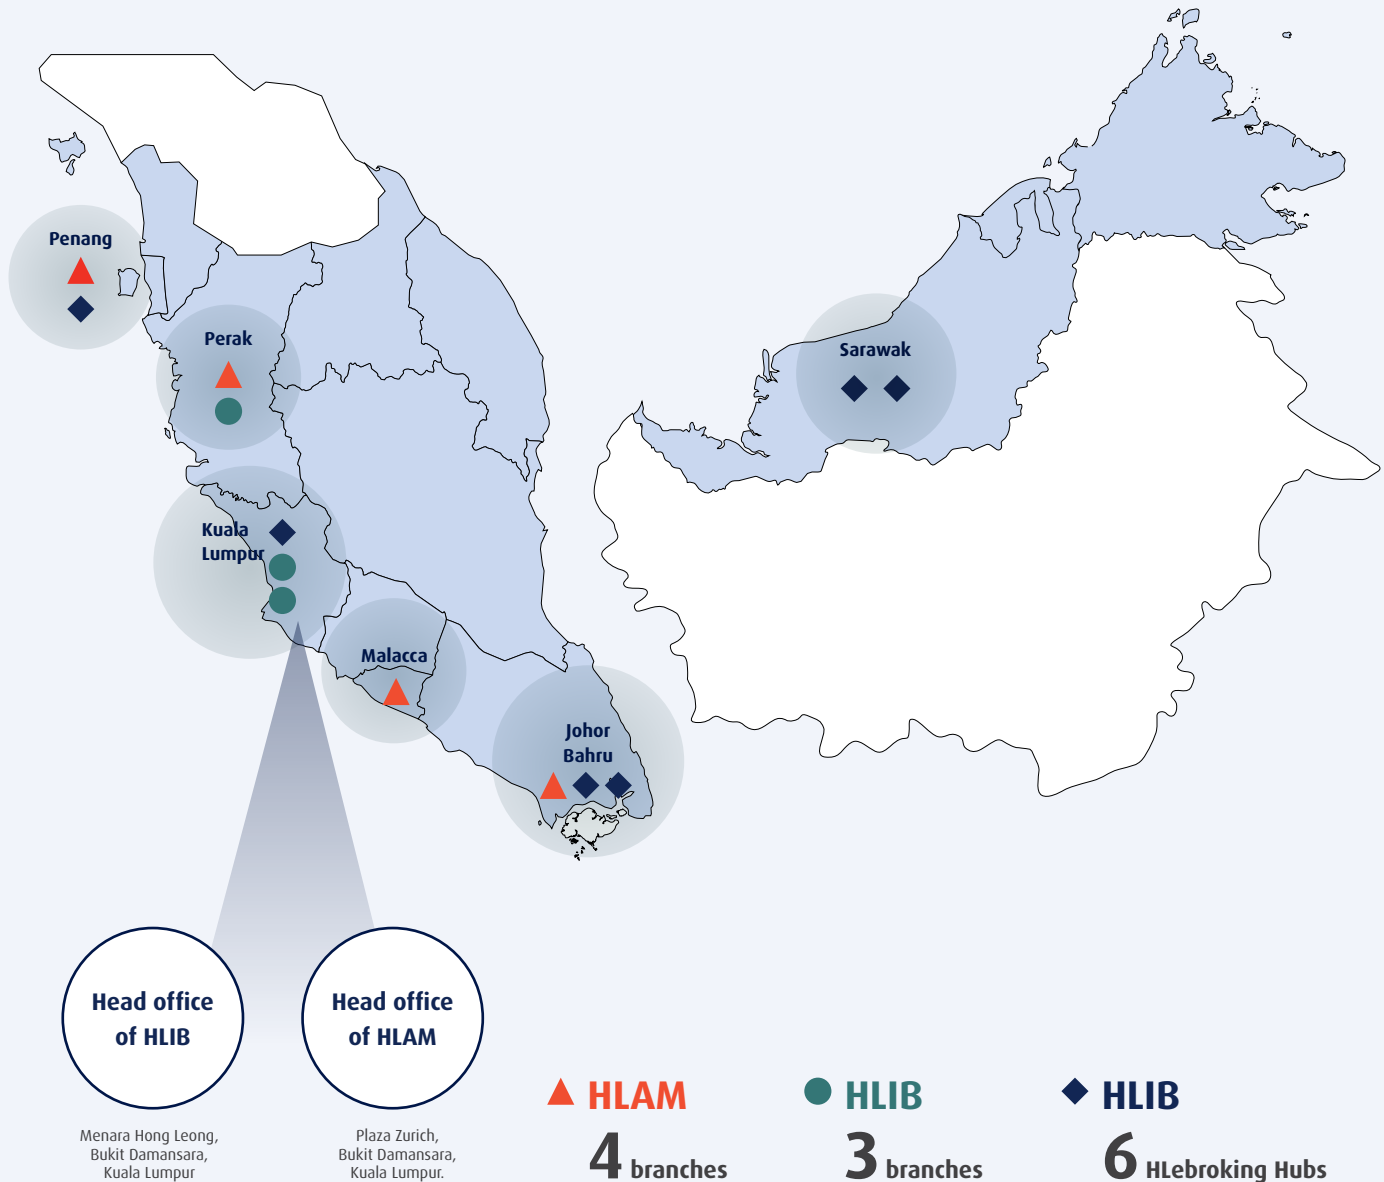 Penang
Perak
Sarawak
Kuala
Lumpur
Malacca
Johor
Bahru
Head office
of HLIB
Head office
of HLAM
Menara Hong Leong,
Bukit Damansara,
Kuala Lumpur
Plaza Zurich,
Bukit Damansara,
Kuala Lumpur.
HLAM
4 branches
HLIB
3 branches
HLIB
6 HLebroking Hubs